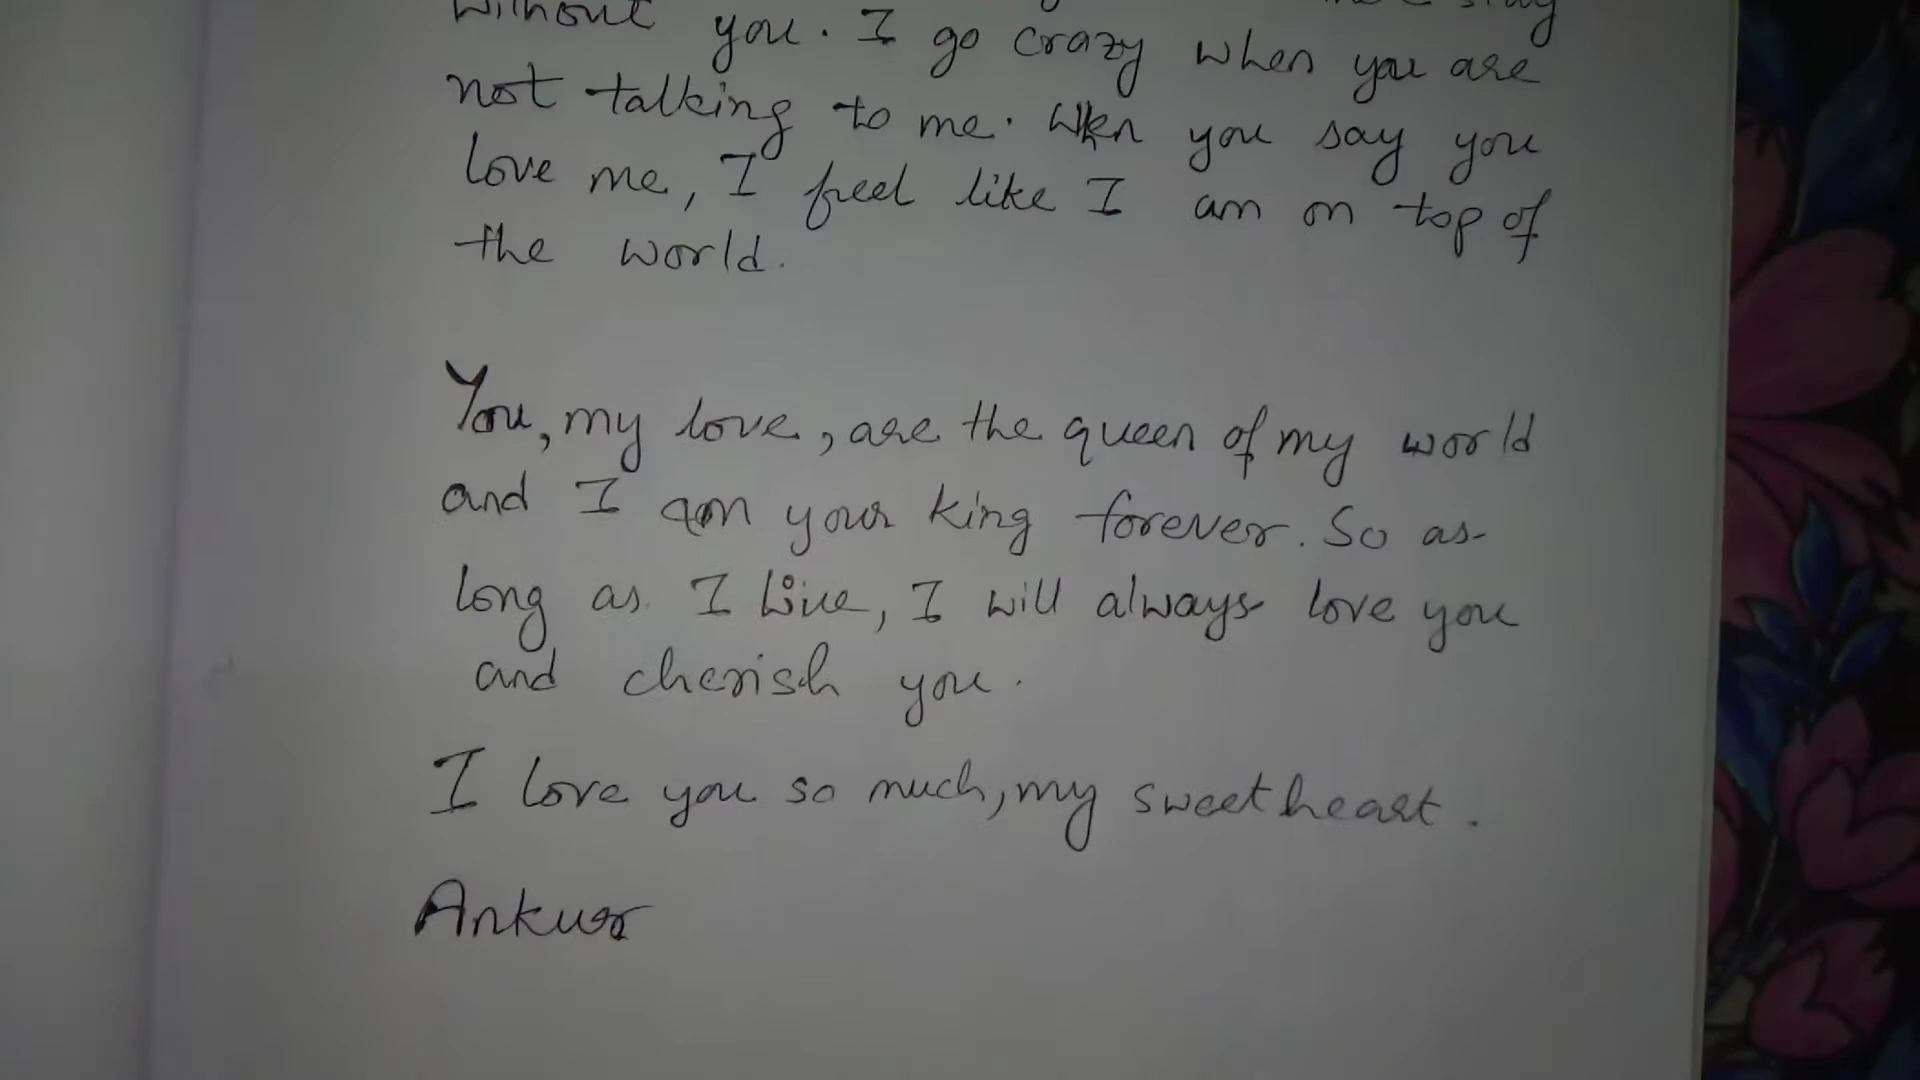 without you. I go crazy when you are
not talking to me. When you say you
love me, I feel like I am on top of
the world.
You, my love, are the queen of my world
and I am your king forever. So as
long as I live, I will always love you
and cherish you.
I love you so much, my sweetheart.
Ankur